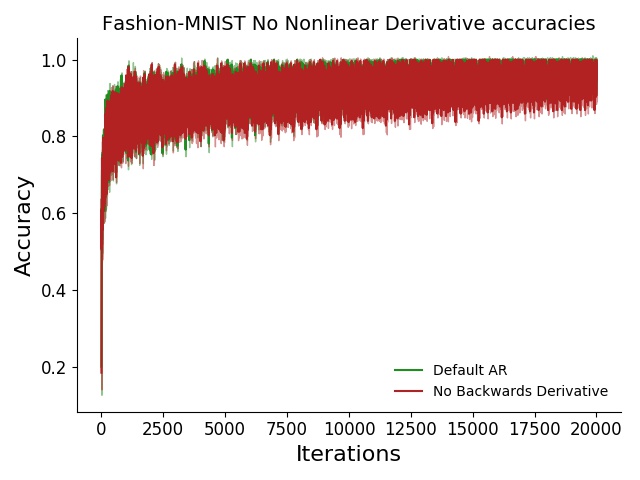 Fashion-MNIST No Nonlinear Derivative accuracies
1.0
0.8
0.6
0.4
0.2
Accuracy
Default AR
No Backwards Derivative
0 2500 5000 7500 10000 12500 15000 17500 20000
Iterations